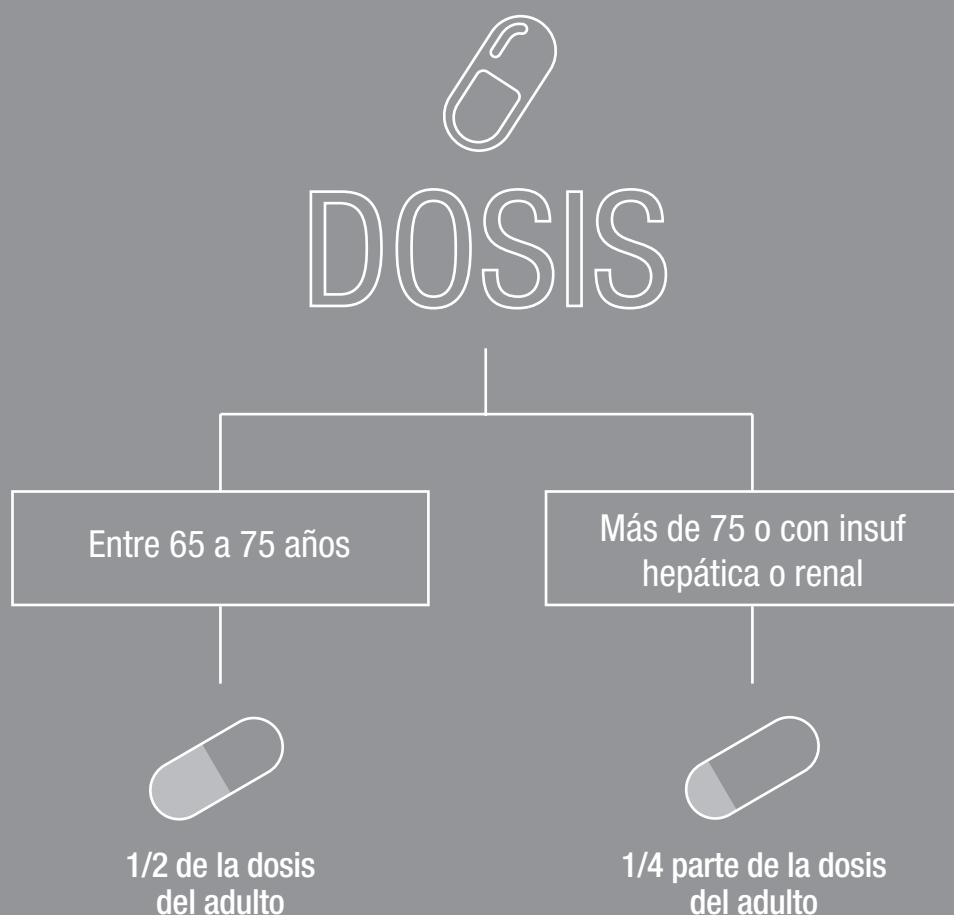 DOSIS
Entre 65 a 75 años
Más de 75 o con insuf
hepática o renal
1/2 de la dosis
del adulto
1/4 parte de la dosis
del adulto